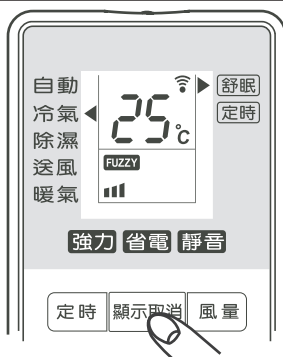 自動
冷氣
除濕
送風
暖氣
25℃
FUZZY
舒眠
定時
強力 省電 靜音
定時 顯示取消 風量